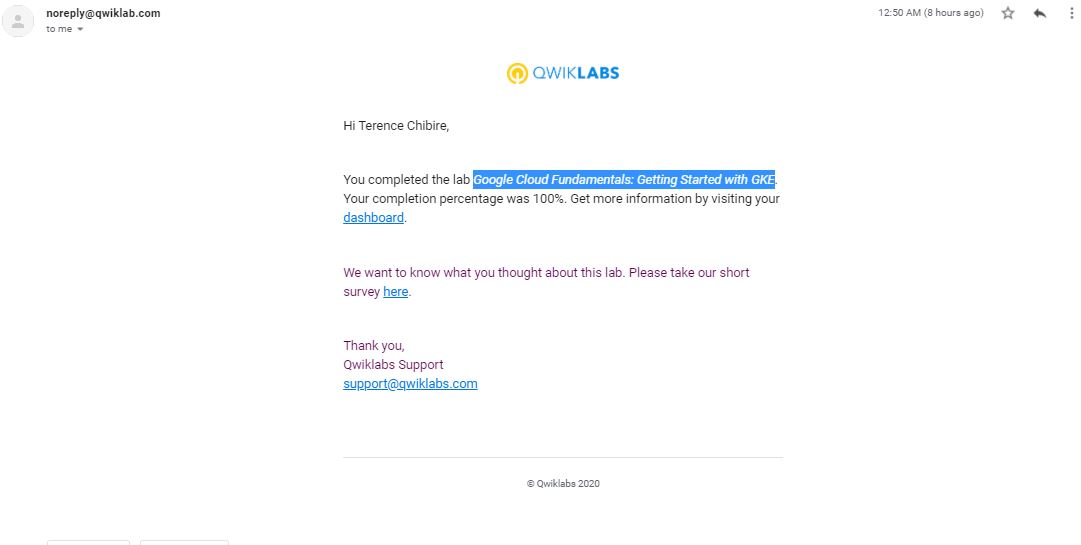 noreply@qwiklab.com
12:50 AM (8 hours ago)
to me
QWIKLABS
Hi Terence Chibire,
You completed the lab Google Cloud Fundamentals: Getting Started with GKE.
Your completion percentage was 100%. Get more information by visiting your
dashboard.
We want to know what you thought about this lab. Please take our short
survey here.
Thank you,
Qwiklabs Support
support@qwiklabs.com
© Qwiklabs 2020